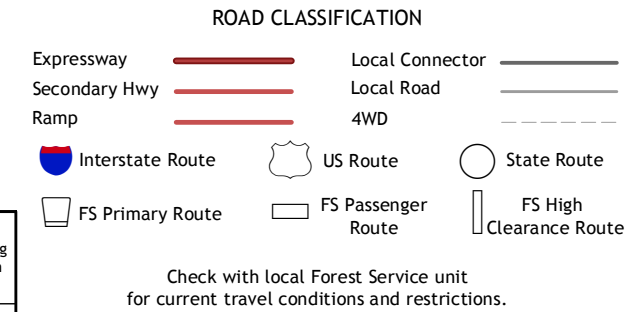 ROAD CLASSIFICATION
Expressway
Local Connector
Secondary Hwy
Local Road
Ramp
4WD
Interstate Route
US Route
State Route
FS Primary Route
FS Passenger
Route
FS High
Clearance Route
g
Check with local Forest Service unit
for current travel conditions and restrictions.